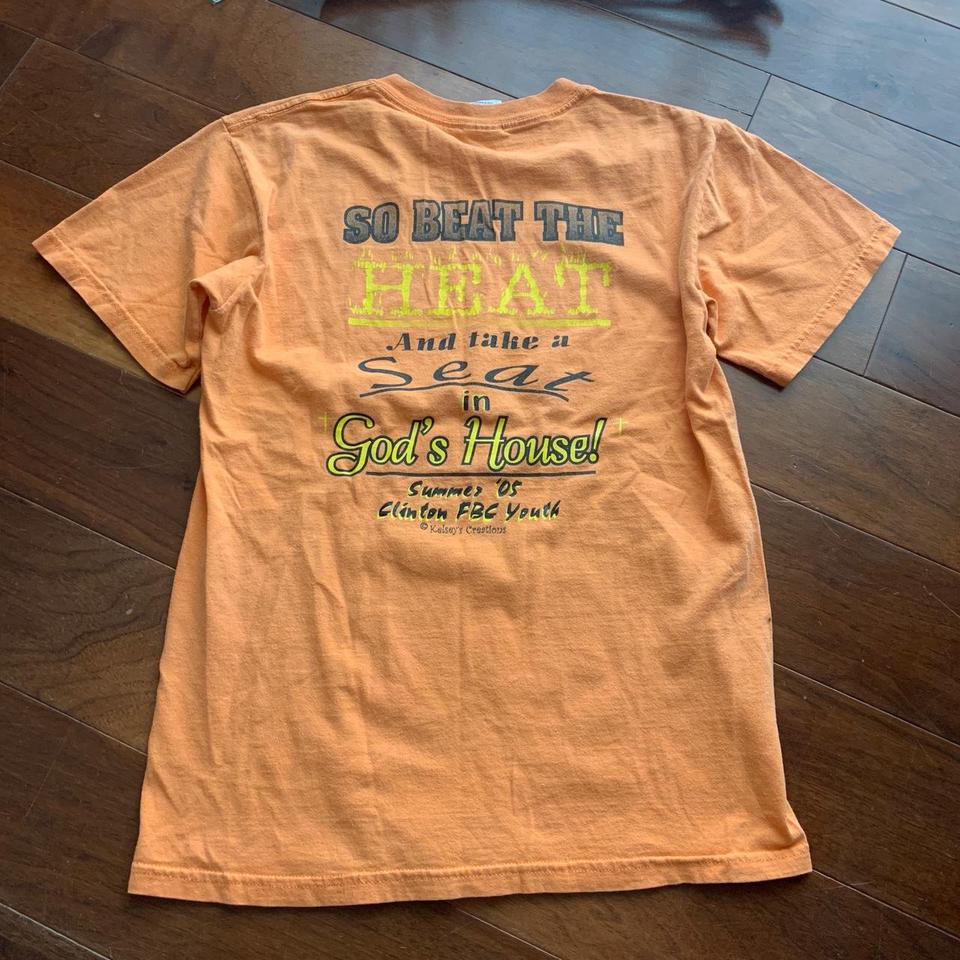 SO BEAT THE
HEAT
And take a
Seat
in
God's House!
Summer '05
Clinton FBC Youth
© Kelsey's Creations